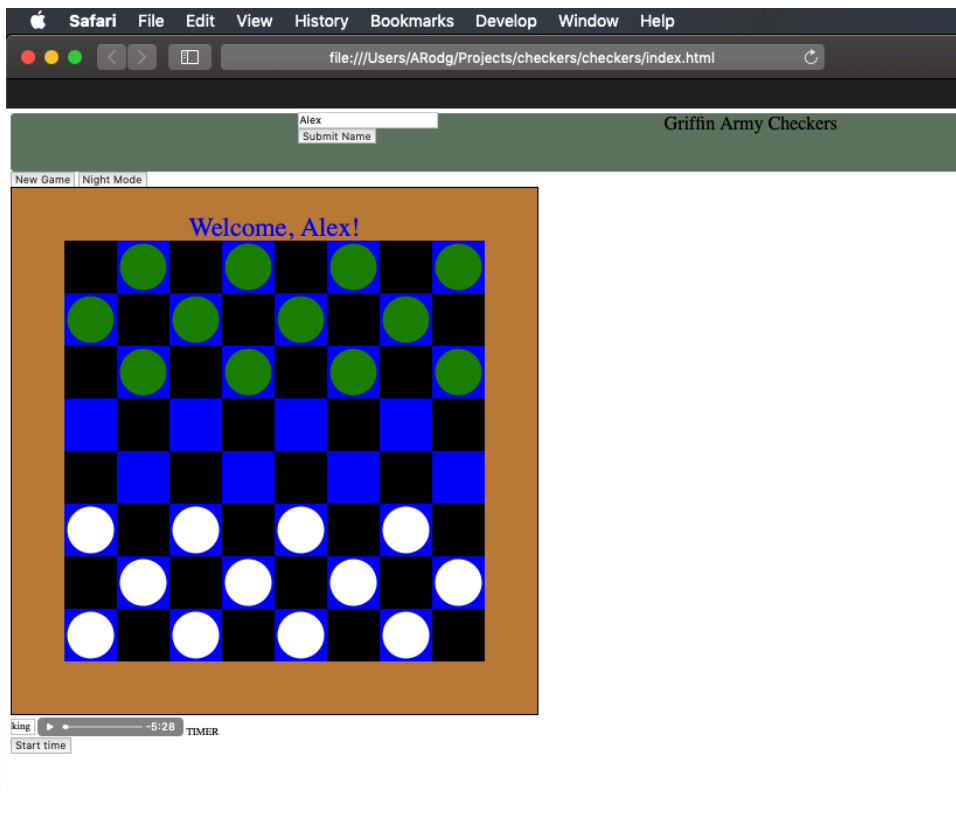 Safari File Edit View History Bookmarks Develop Window Help
file:///Users/ARodg/Projects/checkers/checkers/index.html
Alex
Griffin Army Checkers
Submit Name
New Game Night Mode
Welcome, Alex!
king -5:28 TIMER
Start time